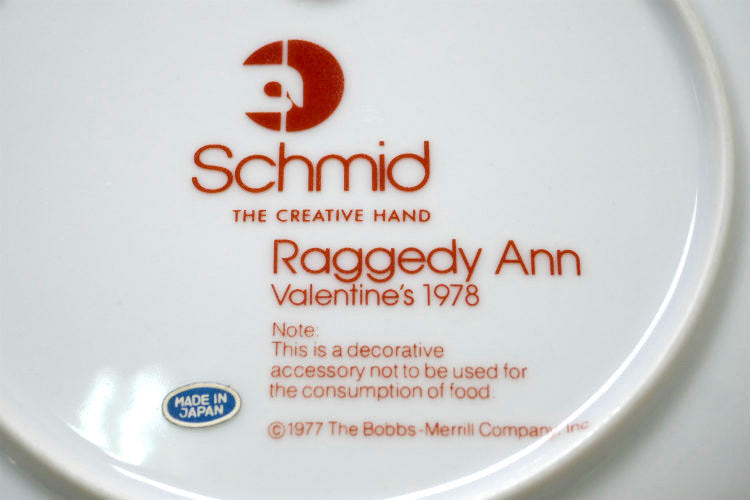 Schmid
THE CREATIVE HAND
Raggedy Ann
Valentine's 1978
Note:
This is a decorative
accessory not to be used for
the consumption of food.
MADE IN
JAPAN
©1977 The Bobbs-Merrill Company, Inc.